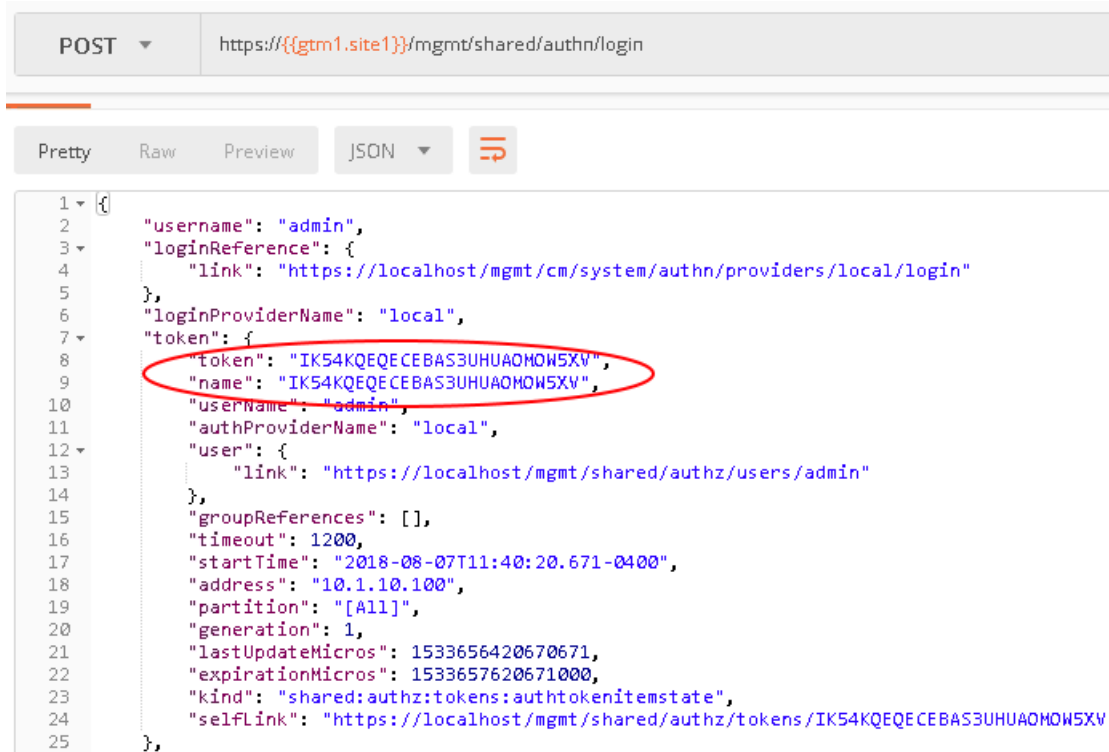 POST https://{{gtm1.site1}}/mgmt/shared/authn/login
Pretty Raw Preview JSON
1 {
2 "username": "admin",
3 "loginReference": {
4 "link": "https://localhost/mgmt/cm/system/authn/providers/local/login"
5 },
6 "loginProviderName": "local",
7 "token": {
8 "token": "IK54KQEQECEBAS3UHUAOMOW5XV",
9 "name": "IK54KQEQECEBAS3UHUAOMOW5XV",
10 "userName": "admin",
11 "authProviderName": "local",
12 "user": {
13 "link": "https://localhost/mgmt/shared/authz/users/admin"
14 },
15 "groupReferences": [],
16 "timeout": 1200,
17 "startTime": "2018-08-07T11:40:20.671-0400",
18 "address": "10.1.10.100",
19 "partition": "[All]",
20 "generation": 1,
21 "lastUpdateMicros": 1533656420670671,
22 "expirationMicros": 1533657620671000,
23 "kind": "shared:authz:tokens:authtokenitemstate",
24 "selfLink": "https://localhost/mgmt/shared/authz/tokens/IK54KQEQECEBAS3UHUAOMOW5XV
25 },